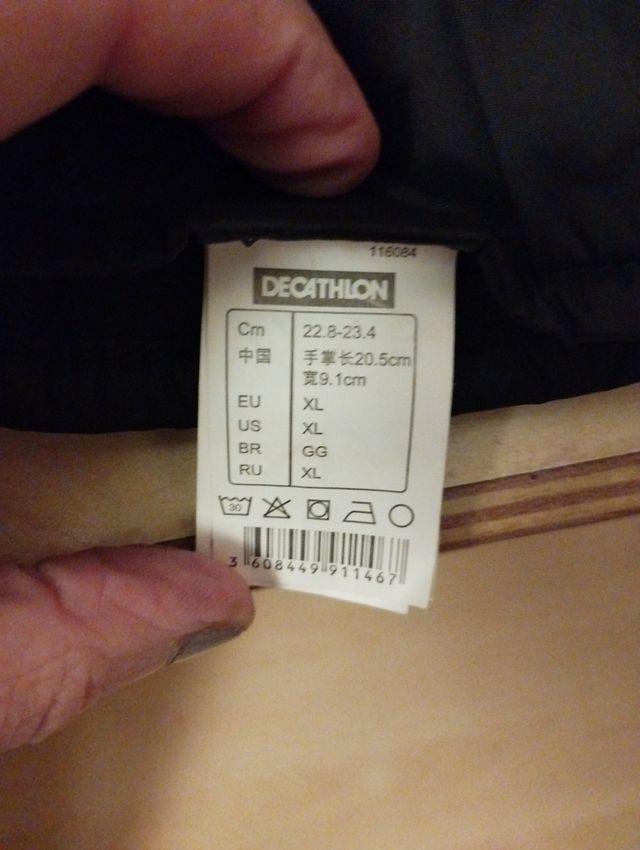 116084
DECATHLON
Cm 22.8-23.4
中国 手掌长20.5cm
宽9.1cm
EU XL
US XL
BR GG
RU XL
30
3 608449 911467